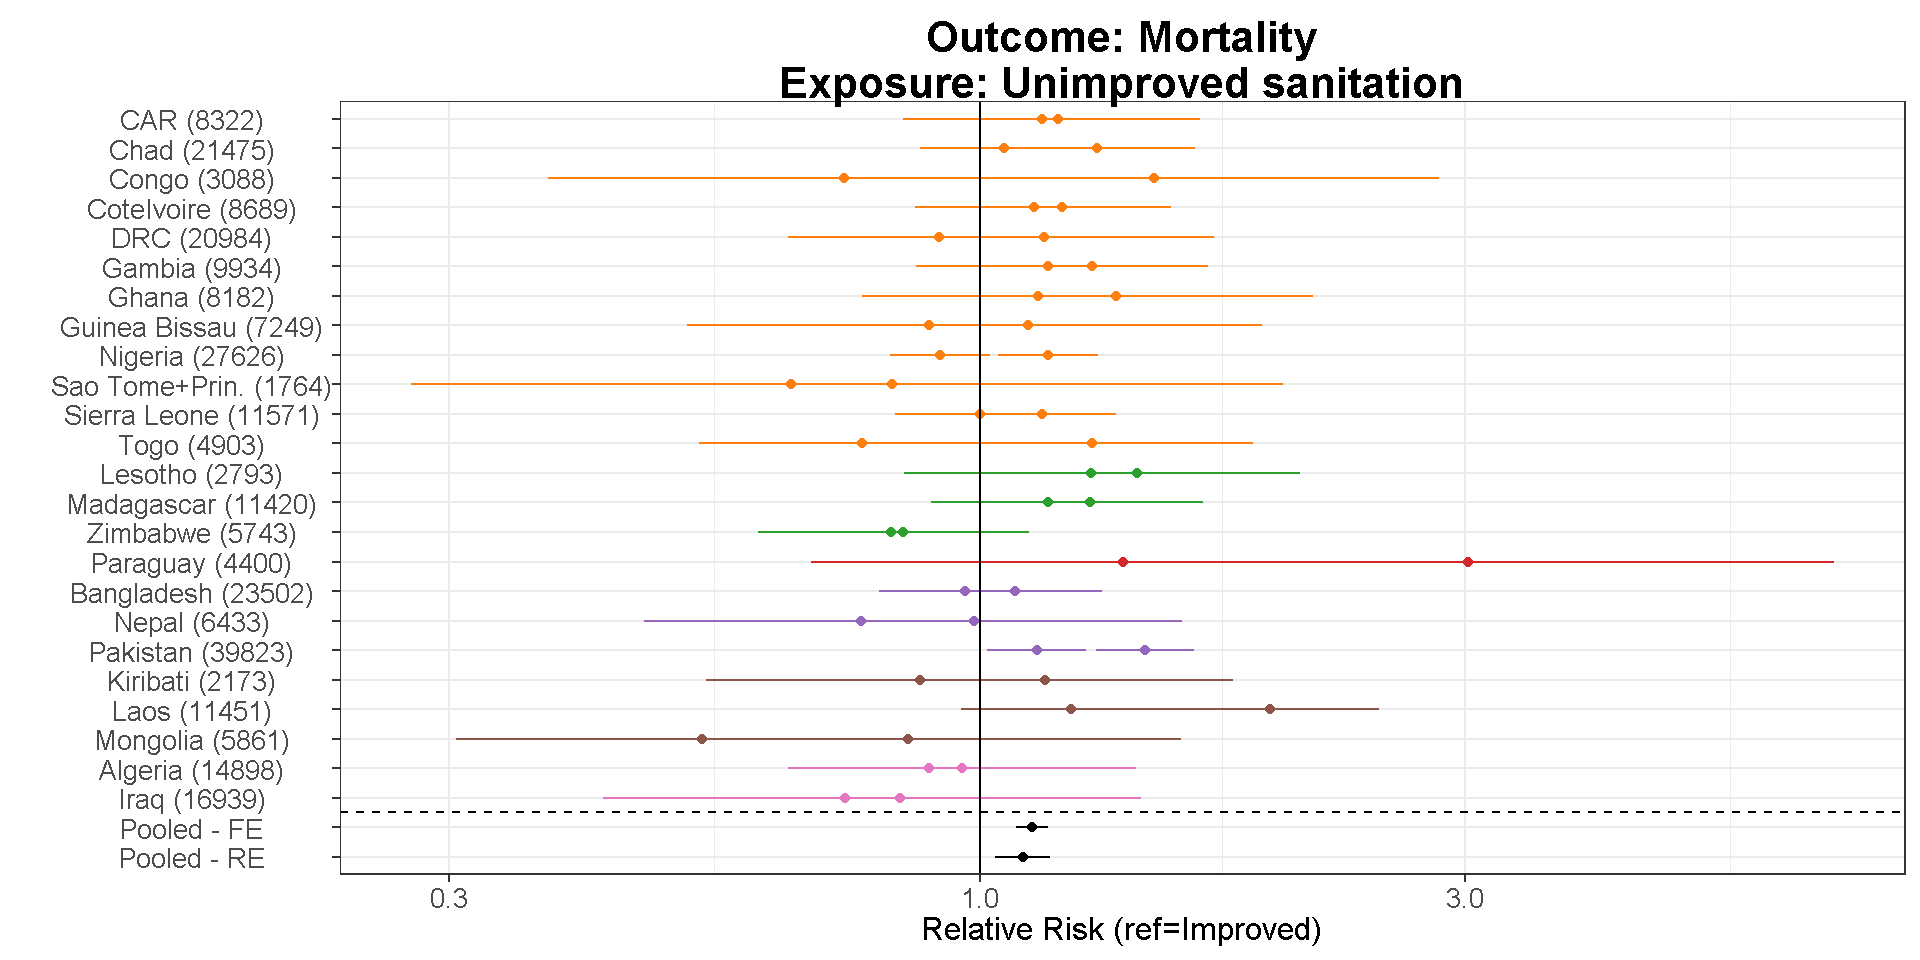 Outcome: Mortality
Exposure: Unimproved sanitation
CAR (8322)
Chad (21475)
Congo (3088)
CoteIvoire (8689)
DRC (20984)
Gambia (9934)
Ghana (8182)
Guinea Bissau (7249)
Nigeria (27626)
Sao Tome+Prin. (1764)
Sierra Leone (11571)
Togo (4903)
Lesotho (2793)
Madagascar (11420)
Zimbabwe (5743)
Paraguay (4400)
Bangladesh (23502)
Nepal (6433)
Pakistan (39823)
Kiribati (2173)
Laos (11451)
Mongolia (5861)
Algeria (14898)
Iraq (16939)
Pooled - FE
Pooled - RE
0.3 1.0 3.0
Relative Risk (ref=Improved)